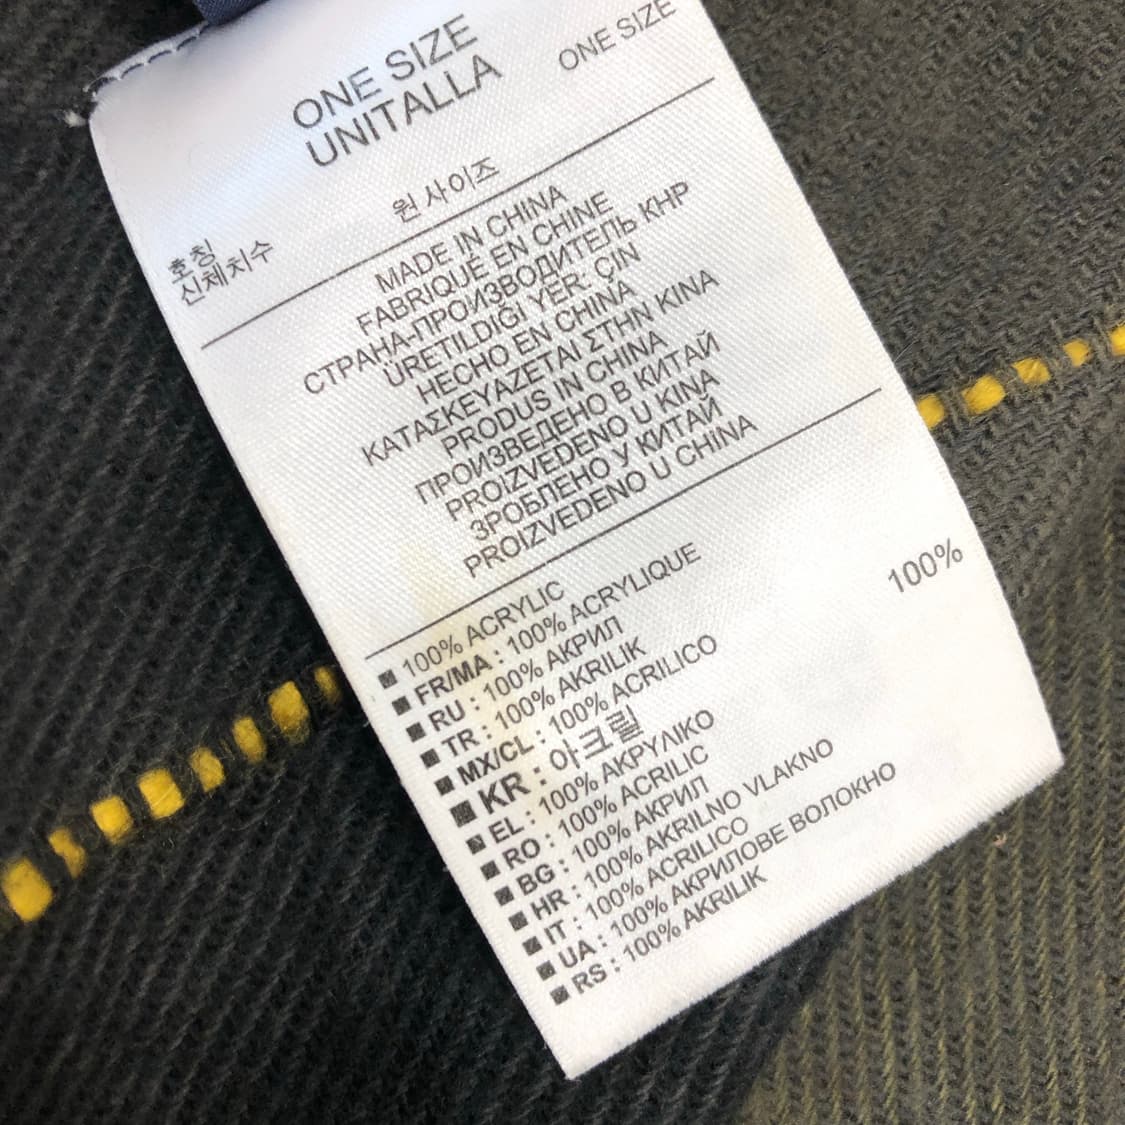 ONE SIZE
UNITALLA
ONE SIZE
호칭
신체치수
원 사이즈
MADE IN CHINA
FABRIQUÉ EN CHINE
СТРАНА-ПРОИЗВОДИТЕЛЬ КНР
ÜRETILDIĞI YER: ÇIN
HECHO EN CHINA
ΚΑΤΑΣΚΕΥΑΖΕΤΑΙ ΣΤΗΝ ΚΙΝΑ
PRODUS IN CHINA
ПРОИЗВЕДЕНО В КИТАЙ
PROIZVEDENO U KINA
ЗРОБЛЕНО У КИТАЙ
PROIZVEDENO U CHINA
■ 100% ACRYLIC
■ FR/MA : 100% ACRYLIQUE
■ RU : 100% АКРИЛ
■ TR : 100% AKRILIK
■ MX/CL : 100% ACRILICO
■ KR : 아크릴 100%
■ EL : 100% ΑΚΡΥΛΙΚΟ
■ RO : 100% ACRILIC
■ BG : 100% АКРИЛ
■ HR : 100% AKRILNO VLAKNO
■ IT : 100% ACRILICO
■ UA : 100% АКРИЛОВЕ ВОЛОКНО
■ RS : 100% AKRILIK